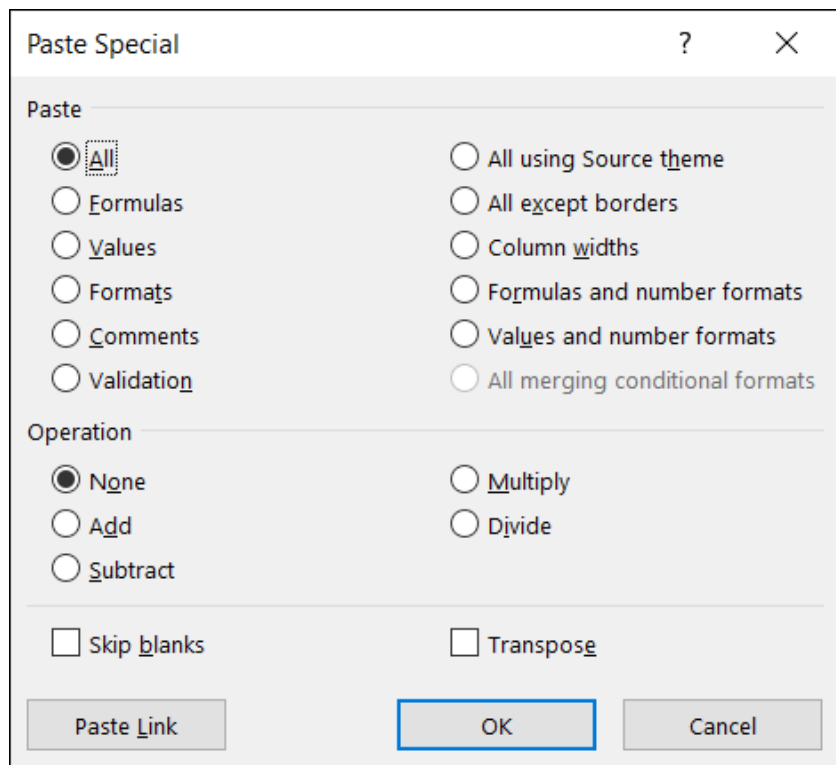 Paste Special ?
Paste
All
All using Source theme
Formulas
All except borders
Values
Column widths
Formats
Formulas and number formats
Comments
Values and number formats
Validation
All merging conditional formats
Operation
None
Multiply
Add
Divide
Subtract
Skip blanks
Transpose
Paste Link
OK
Cancel